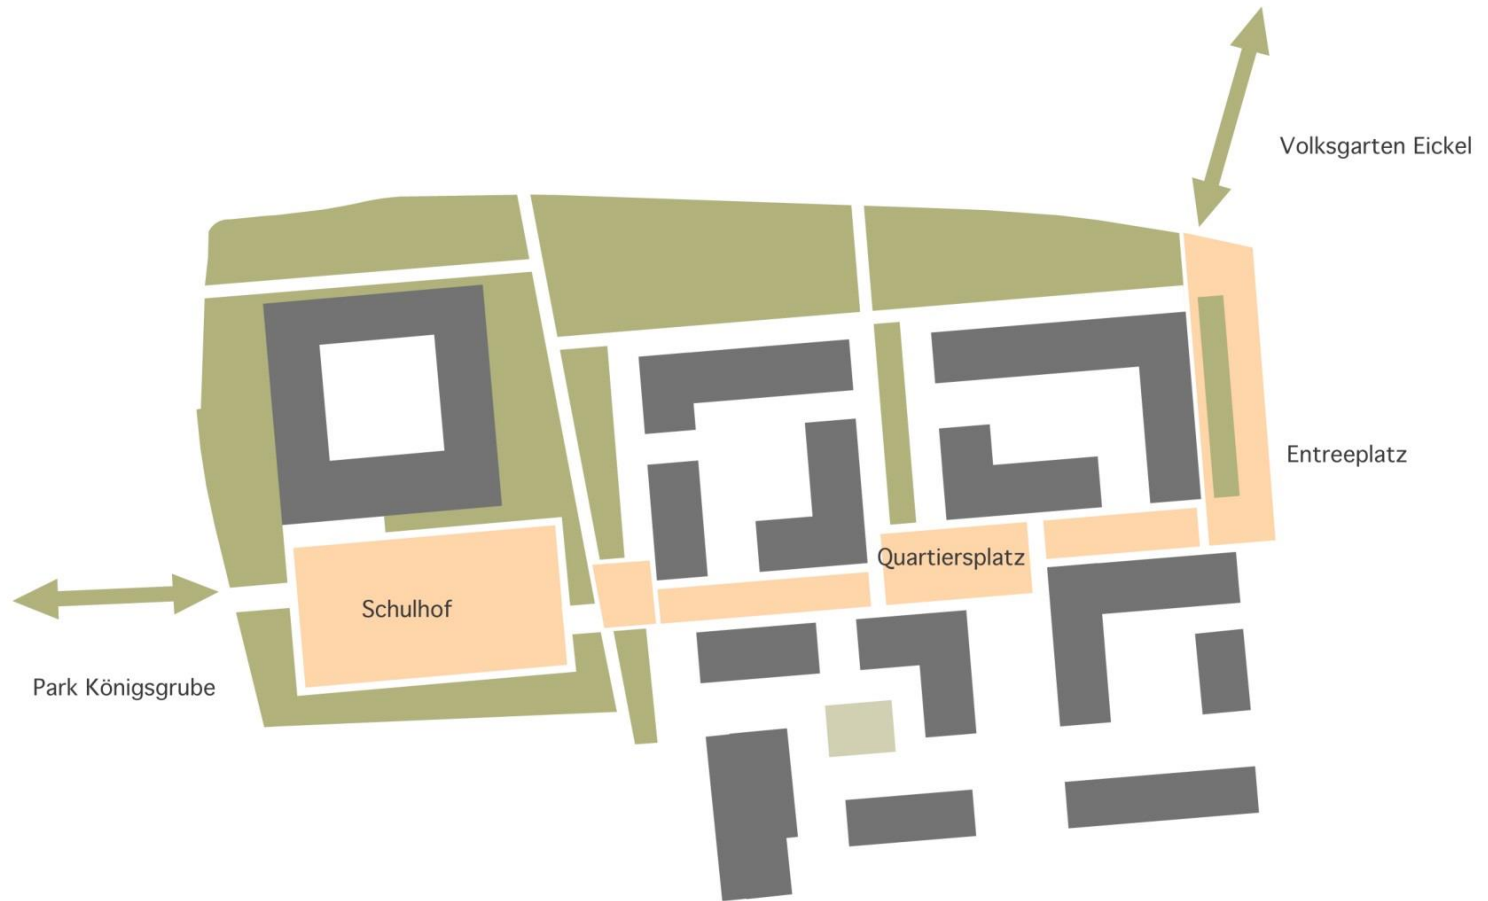 Volksgarten Eickel
Entreeplatz
Quartiersplatz
Schulhof
Park Königsgrube